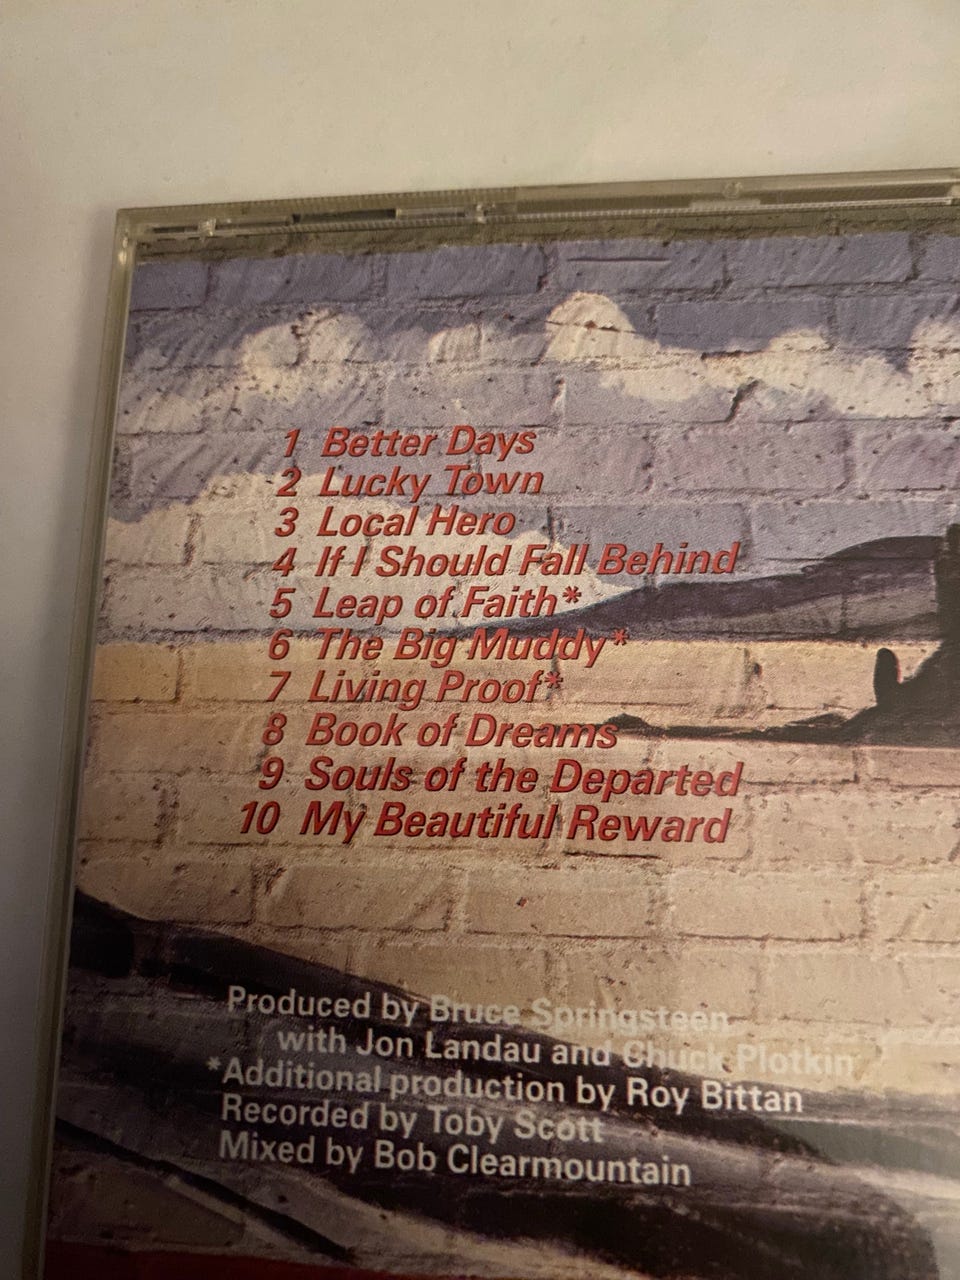 1 Better Days
2 Lucky Town
3 Local Hero
4 If I Should Fall Behind
5 Leap of Faith*
6 The Big Muddy*
7 Living Proof*
8 Book of Dreams
9 Souls of the Departed
10 My Beautiful Reward
Produced by Bruce Springsteen
with Jon Landau and Chuck Plotkin
*Additional production by Roy Bittan
Recorded by Toby Scott
Mixed by Bob Clearmountain